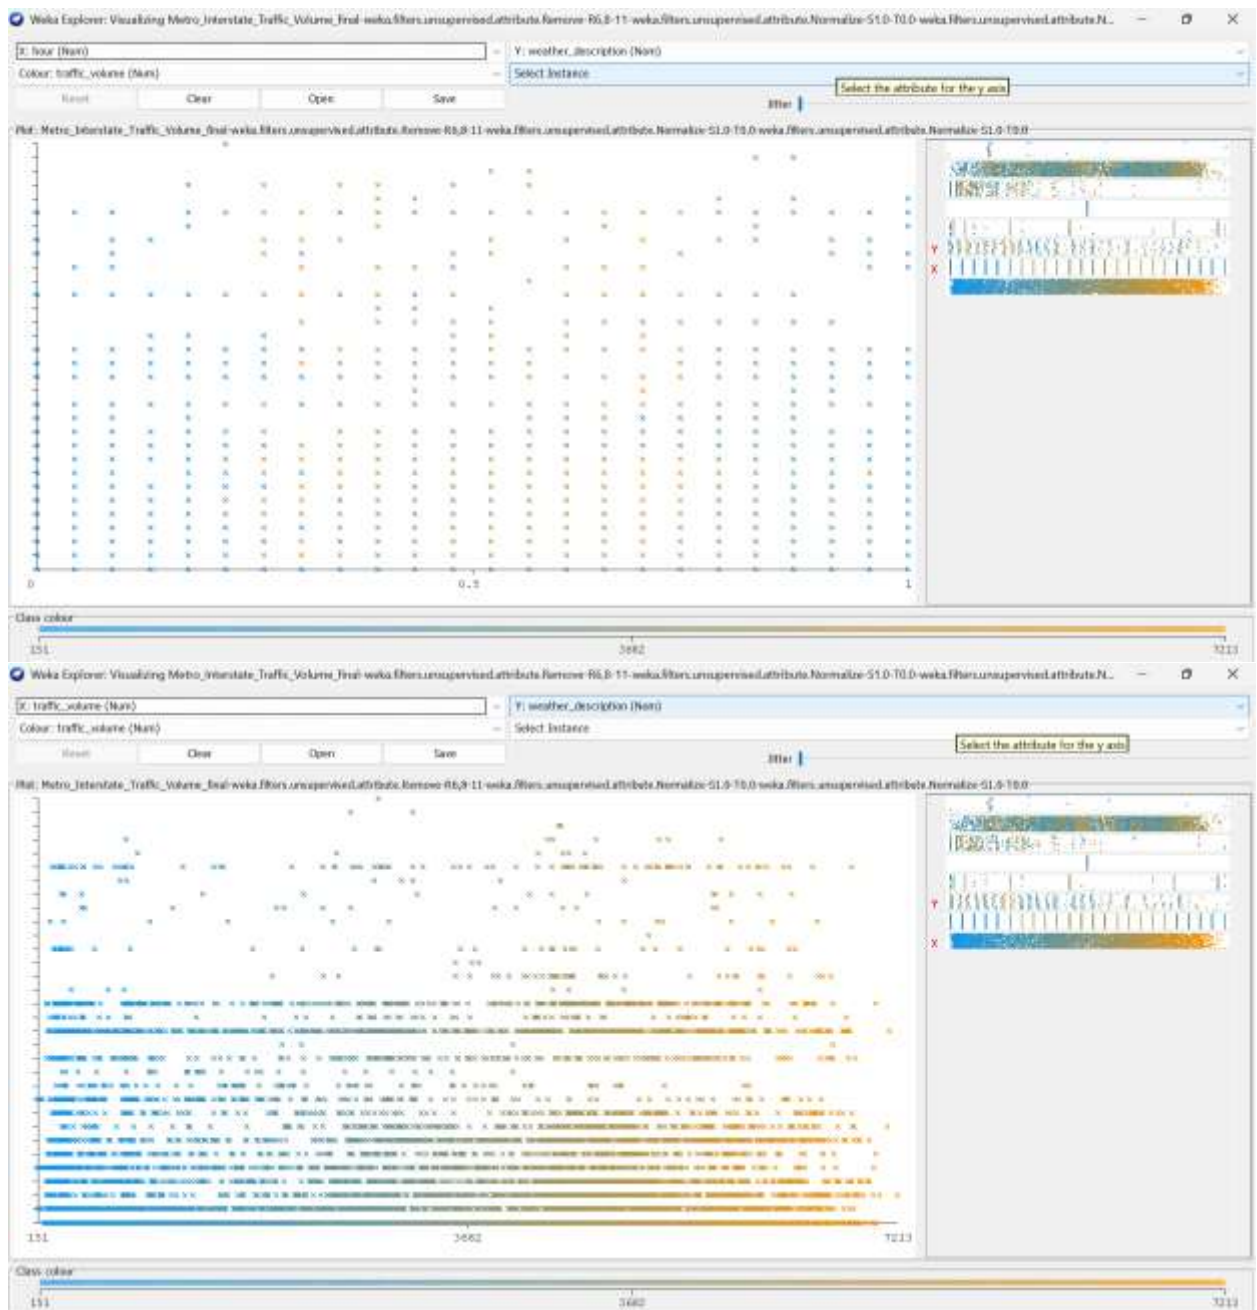 Weka Explorer: Visualizing Metro_Interstate_Traffic_Volume_final-weka.filters.unsupervised.attribute.Remove-R6,8-11-weka.filters.unsupervised.attribute.Normalize-S1.0-T0.0-weka.filters.unsupervised.attribute.N...
X: hour (Num)
Y: weather_description (Num)
Colour: traffic_volume (Num)
Select Instance
Select the attribute for the y axis
Reset
Clear
Open
Save
Jitter
Plot: Metro_Interstate_Traffic_Volume_final-weka.filters.unsupervised.attribute.Remove-R6,8-11-weka.filters.unsupervised.attribute.Normalize-S1.0-T0.0-weka.filters.unsupervised.attribute.Normalize-S1.0-T0.0
Y
X
0
0.5
1
Class colour
151
3682
7213
Weka Explorer: Visualizing Metro_Interstate_Traffic_Volume_final-weka.filters.unsupervised.attribute.Remove-R6,8-11-weka.filters.unsupervised.attribute.Normalize-S1.0-T0.0-weka.filters.unsupervised.attribute.N...
X: traffic_volume (Num)
Y: weather_description (Num)
Colour: traffic_volume (Num)
Select Instance
Select the attribute for the y axis
Reset
Clear
Open
Save
Jitter
Plot: Metro_Interstate_Traffic_Volume_final-weka.filters.unsupervised.attribute.Remove-R6,8-11-weka.filters.unsupervised.attribute.Normalize-S1.0-T0.0-weka.filters.unsupervised.attribute.Normalize-S1.0-T0.0
Y
X
151
3682
7213
Class colour
151
3682
7213